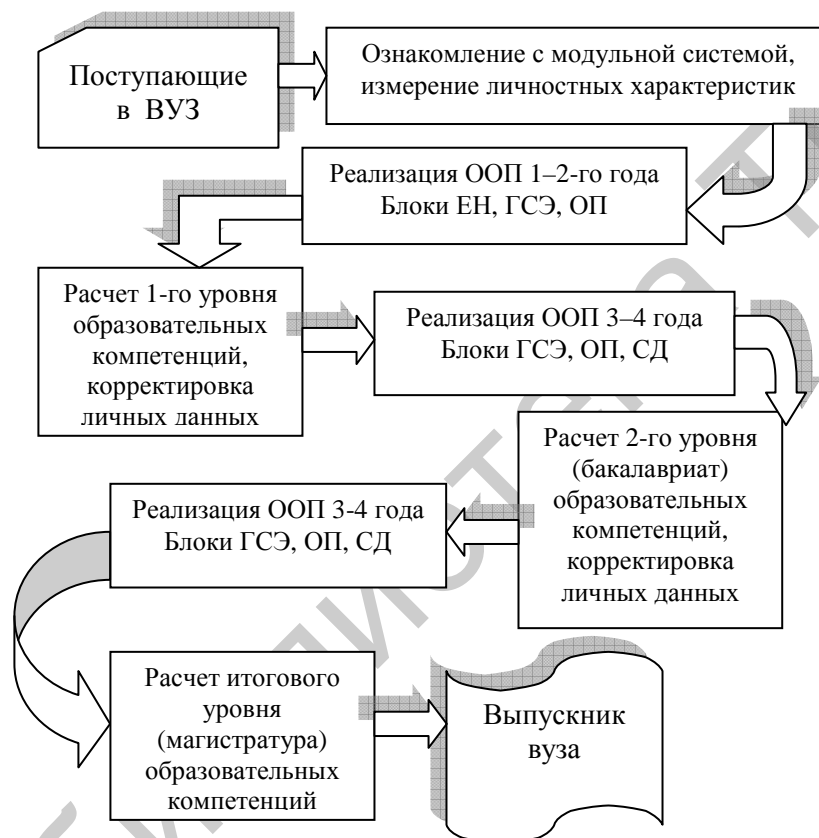 Поступающие
в ВУЗ
Ознакомление с модульной системой,
измерение личностных характеристик
Реализация ООП 1–2-го года
Блоки ЕН, ГСЭ, ОП
Расчет 1-го уровня
образовательных
компетенций,
корректировка
личных данных
Реализация ООП 3–4 года
Блоки ГСЭ, ОП, СД
Расчет 2-го уровня
(бакалавриат)
образовательных
компетенций,
корректировка
личных данных
Реализация ООП 3-4 года
Блоки ГСЭ, ОП, СД
Расчет итогового
уровня
(магистратура)
образовательных
компетенций
Выпускник
вуза